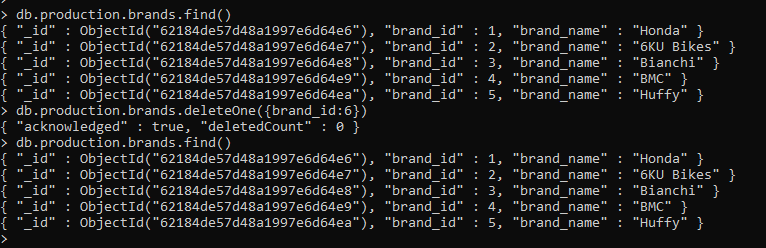 > db.production.brands.find()
{ "_id" : ObjectId("62184de57d48a1997e6d64e6"), "brand_id" : 1, "brand_name" : "Honda" }
{ "_id" : ObjectId("62184de57d48a1997e6d64e7"), "brand_id" : 2, "brand_name" : "6KU Bikes" }
{ "_id" : ObjectId("62184de57d48a1997e6d64e8"), "brand_id" : 3, "brand_name" : "Bianchi" }
{ "_id" : ObjectId("62184de57d48a1997e6d64e9"), "brand_id" : 4, "brand_name" : "BMC" }
{ "_id" : ObjectId("62184de57d48a1997e6d64ea"), "brand_id" : 5, "brand_name" : "Huffy" }
> db.production.brands.deleteOne({brand_id:6})
{ "acknowledged" : true, "deletedCount" : 0 }
> db.production.brands.find()
{ "_id" : ObjectId("62184de57d48a1997e6d64e6"), "brand_id" : 1, "brand_name" : "Honda" }
{ "_id" : ObjectId("62184de57d48a1997e6d64e7"), "brand_id" : 2, "brand_name" : "6KU Bikes" }
{ "_id" : ObjectId("62184de57d48a1997e6d64e8"), "brand_id" : 3, "brand_name" : "Bianchi" }
{ "_id" : ObjectId("62184de57d48a1997e6d64e9"), "brand_id" : 4, "brand_name" : "BMC" }
{ "_id" : ObjectId("62184de57d48a1997e6d64ea"), "brand_id" : 5, "brand_name" : "Huffy" }
>